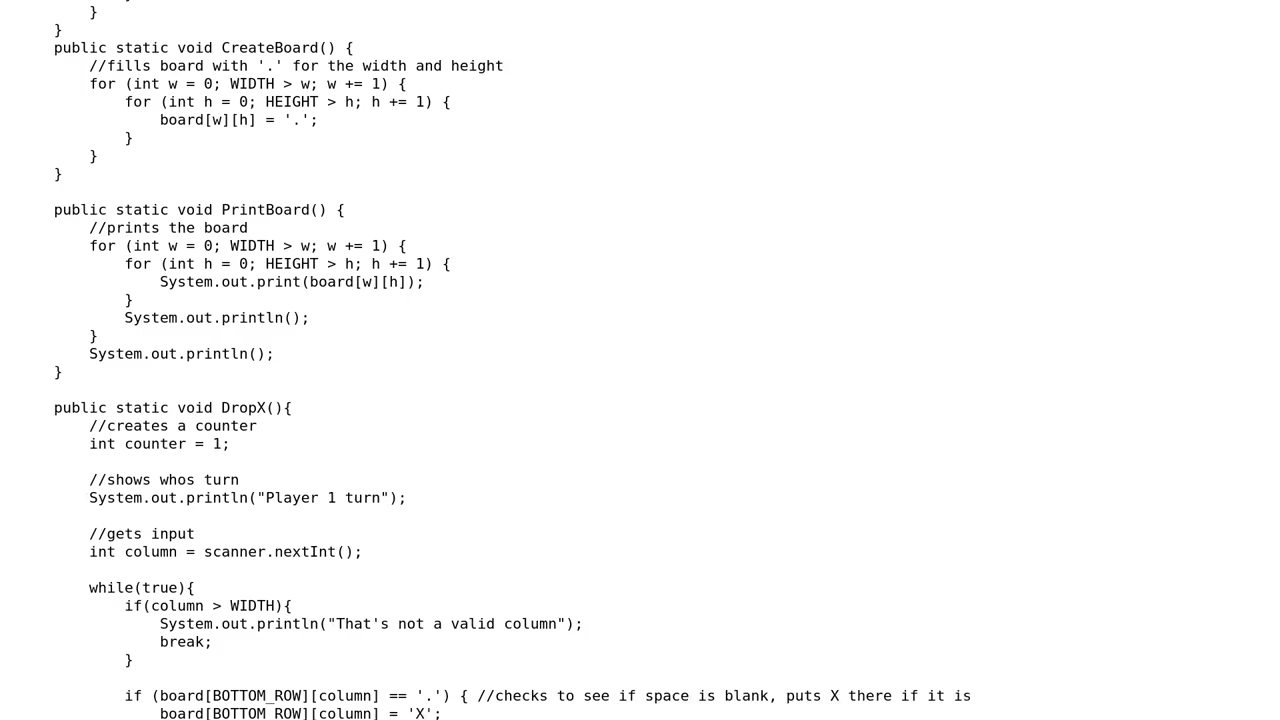 }
    }
    public static void CreateBoard() {
        //fills board with '.' for the width and height
        for (int w = 0; WIDTH > w; w += 1) {
            for (int h = 0; HEIGHT > h; h += 1) {
                board[w][h] = '.';
            }
        }
    }

    public static void PrintBoard() {
        //prints the board
        for (int w = 0; WIDTH > w; w += 1) {
            for (int h = 0; HEIGHT > h; h += 1) {
                System.out.print(board[w][h]);
            }
            System.out.println();
        }
        System.out.println();
    }

    public static void DropX(){
        //creates a counter
        int counter = 1;

        //shows whos turn
        System.out.println("Player 1 turn");

        //gets input
        int column = scanner.nextInt();

        while(true){
            if(column > WIDTH){
                System.out.println("That's not a valid column");
                break;
            }

            if (board[BOTTOM_ROW][column] == '.') { //checks to see if space is blank, puts X there if it is
                board[BOTTOM_ROW][column] = 'X';